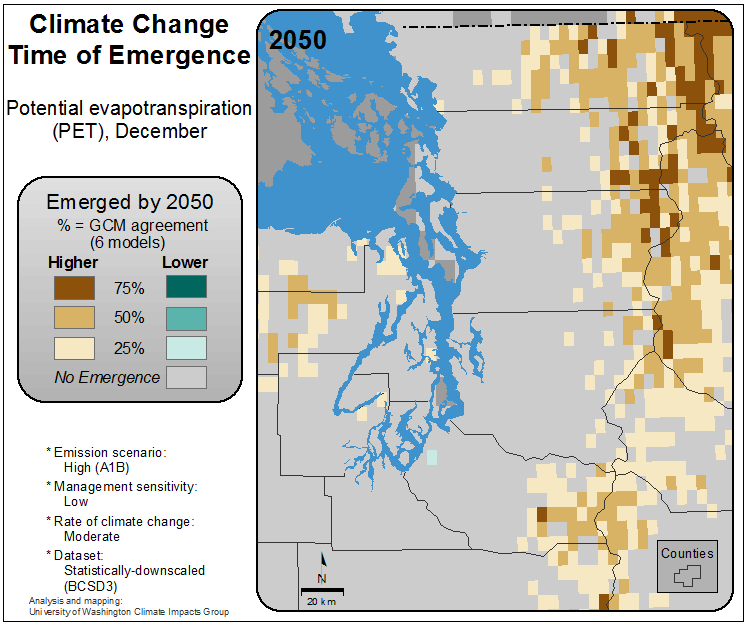 Climate Change
Time of Emergence
Potential evapotranspiration
(PET), December
Emerged by 2050
% = GCM agreement
(6 models)
Higher Lower
75%
50%
25%
No Emergence
* Emission scenario:
High (A1B)
* Management sensitivity:
Low
* Rate of climate change:
Moderate
* Dataset:
Statistically-downscaled
(BCSD3)
Analysis and mapping:
University of Washington Climate Impacts Group
2050
N
20 km
Counties